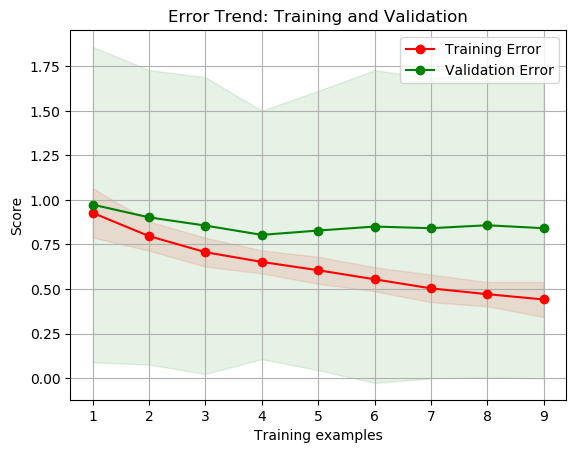 Error Trend: Training and Validation
Training Error
Validation Error
1.75
1.50
1.25
1.00
0.75
0.50
0.25
0.00
Score
1 2 3 4 5 6 7 8 9
Training examples